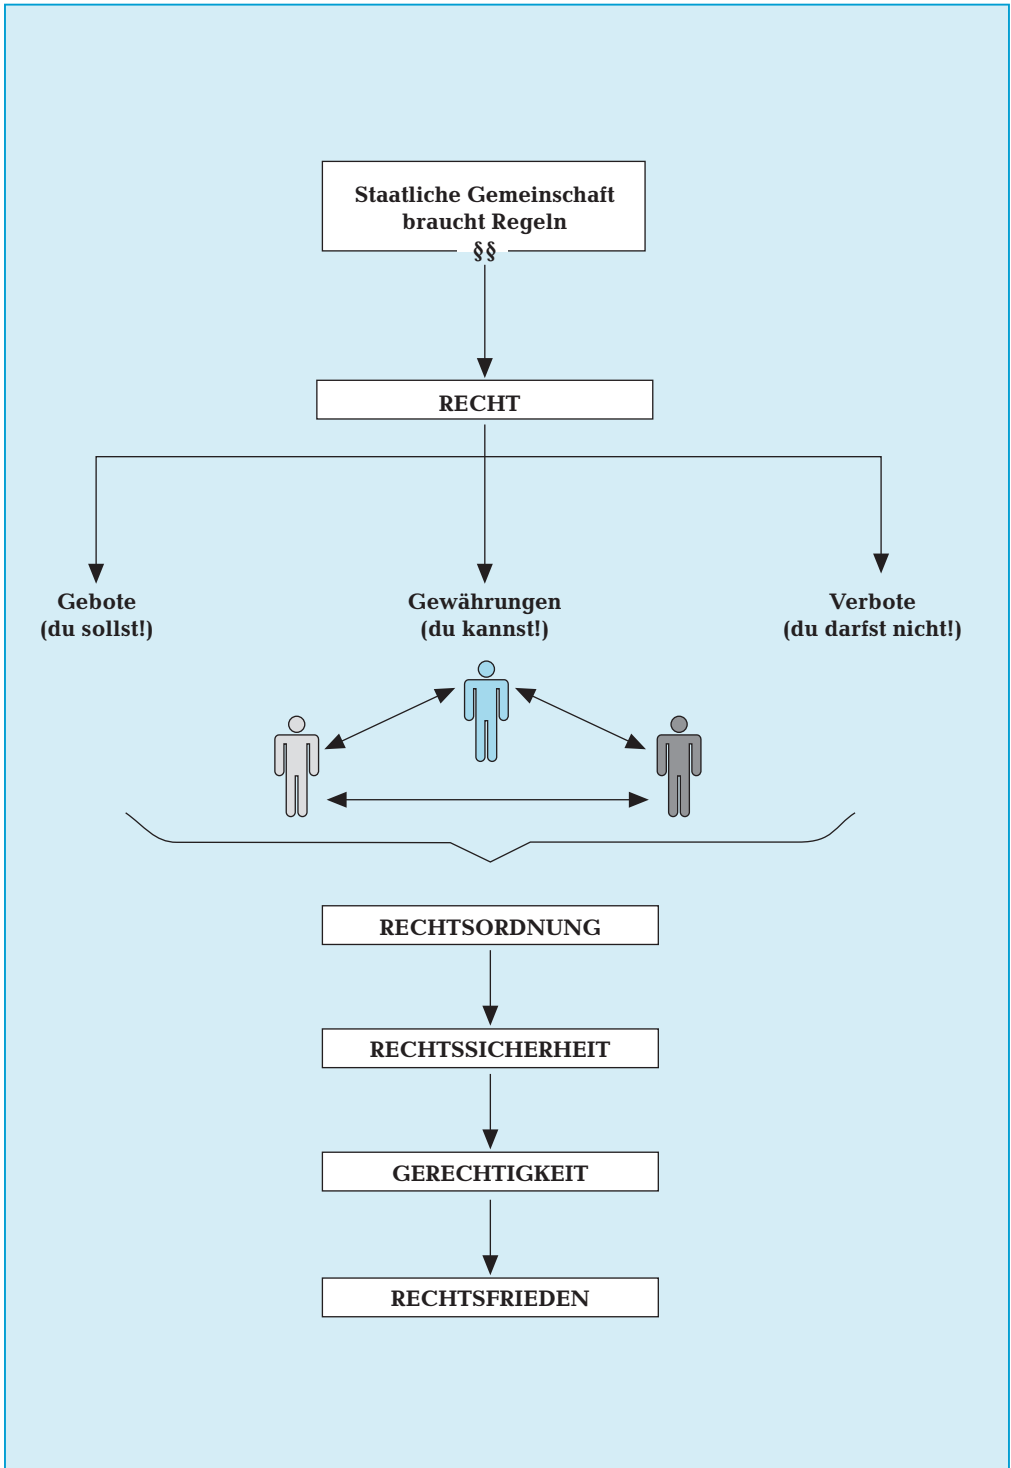 Staatliche Gemeinschaft
braucht Regeln
§§
RECHT
Gebote
(du sollst!)
Gewährungen
(du kannst!)
Verbote
(du darfst nicht!)
RECHTSORDNUNG
RECHTSSICHERHEIT
GERECHTIGKEIT
RECHTSFRIEDEN